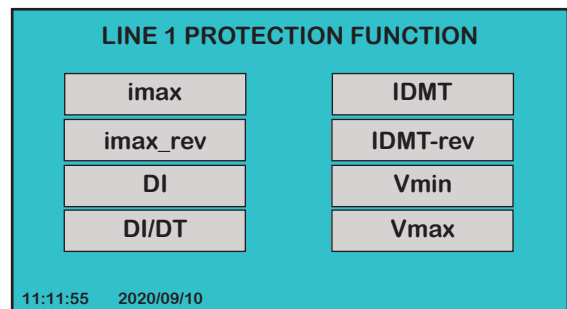 LINE 1 PROTECTION FUNCTION
imax
IDMT
imax_rev
IDMT-rev
DI
Vmin
DI/DT
Vmax
11:11:55 2020/09/10